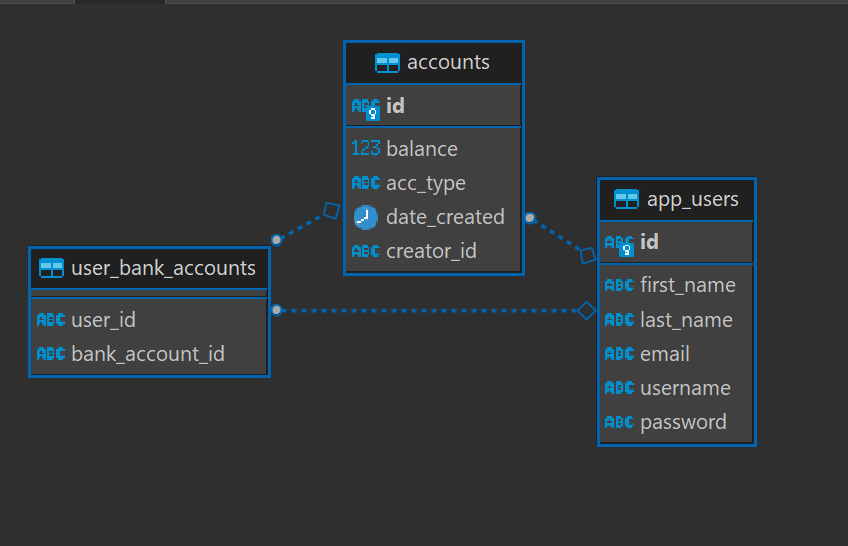 accounts
ABC id
123 balance
ABC acc_type
date_created
ABC creator_id
app_users
ABC id
ABC first_name
ABC last_name
ABC email
ABC username
ABC password
user_bank_accounts
ABC user_id
ABC bank_account_id